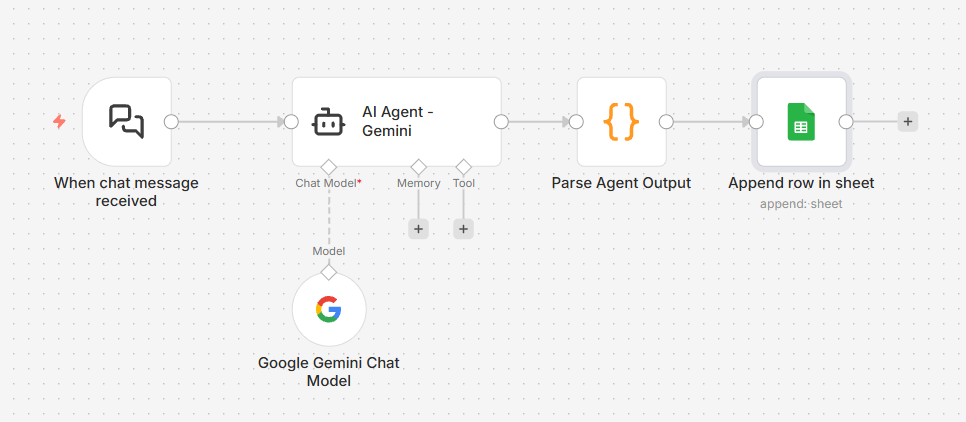 AI Agent -
Gemini
Chat Model*
Memory
Tool
When chat message
received
Parse Agent Output
Append row in sheet
append: sheet
Model
Google Gemini Chat
Model